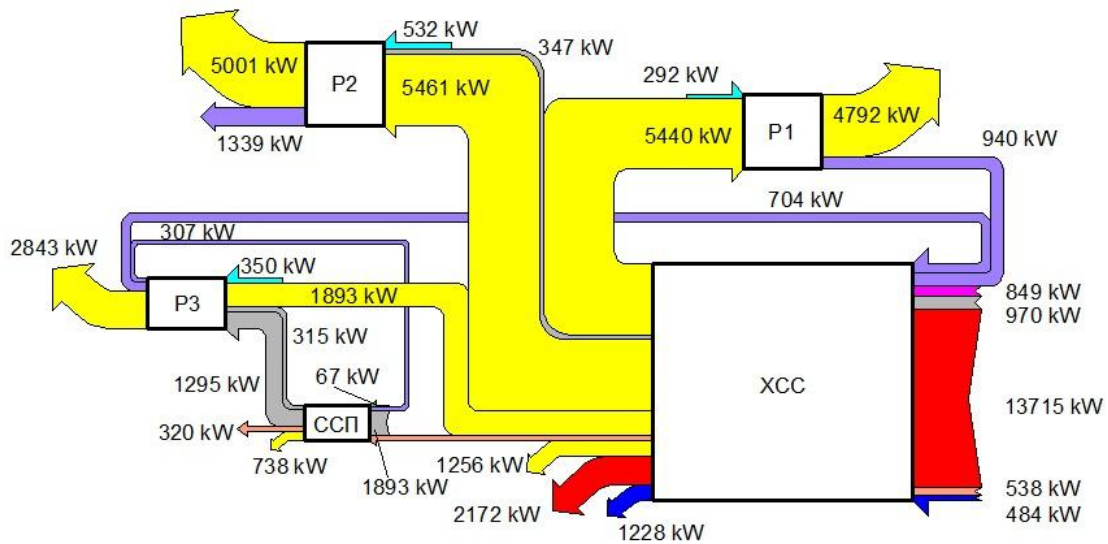 532 kW
347 kW
5001 kW
P2
5461 kW
292 kW
5440 kW
P1
4792 kW
1339 kW
940 kW
704 kW
307 kW
2843 kW
350 kW
P3
1893 kW
315 kW
849 kW
970 kW
1295 kW
67 kW
XCC
13715 kW
ССП
320 kW
738 kW
1893 kW
1256 kW
538 kW
2172 kW
1228 kW
484 kW